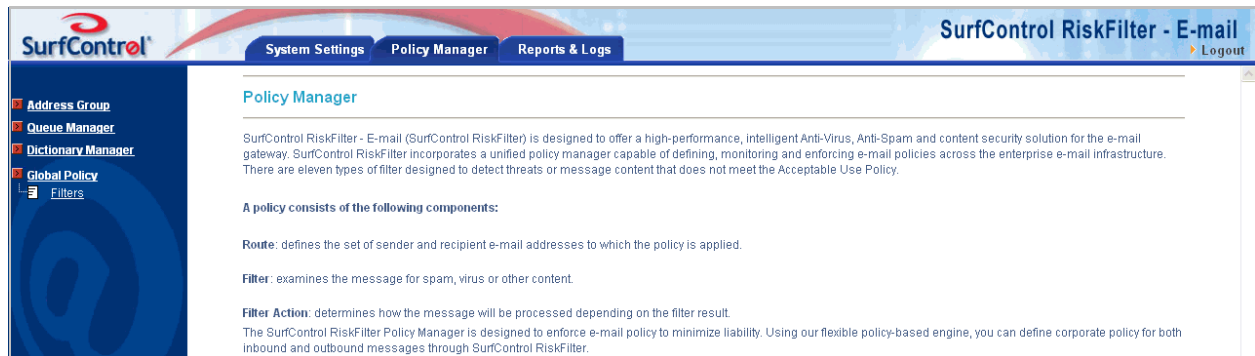 SurfControl
System Settings
Policy Manager
Reports & Logs
SurfControl RiskFilter - E-mail
Logout
Address Group
Queue Manager
Dictionary Manager
Global Policy
Filters
Policy Manager
SurfControl RiskFilter - E-mail (SurfControl RiskFilter) is designed to offer a high-performance, intelligent Anti-Virus, Anti-Spam and content security solution for the e-mail
gateway. SurfControl RiskFilter incorporates a unified policy manager capable of defining, monitoring and enforcing e-mail policies across the enterprise e-mail infrastructure.
There are eleven types of filter designed to detect threats or message content that does not meet the Acceptable Use Policy.
A policy consists of the following components:
Route: defines the set of sender and recipient e-mail addresses to which the policy is applied.
Filter: examines the message for spam, virus or other content.
Filter Action: determines how the message will be processed depending on the filter result.
The SurfControl RiskFilter Policy Manager is designed to enforce e-mail policy to minimize liability. Using our flexible policy-based engine, you can define corporate policy for both
inbound and outbound messages through SurfControl RiskFilter.